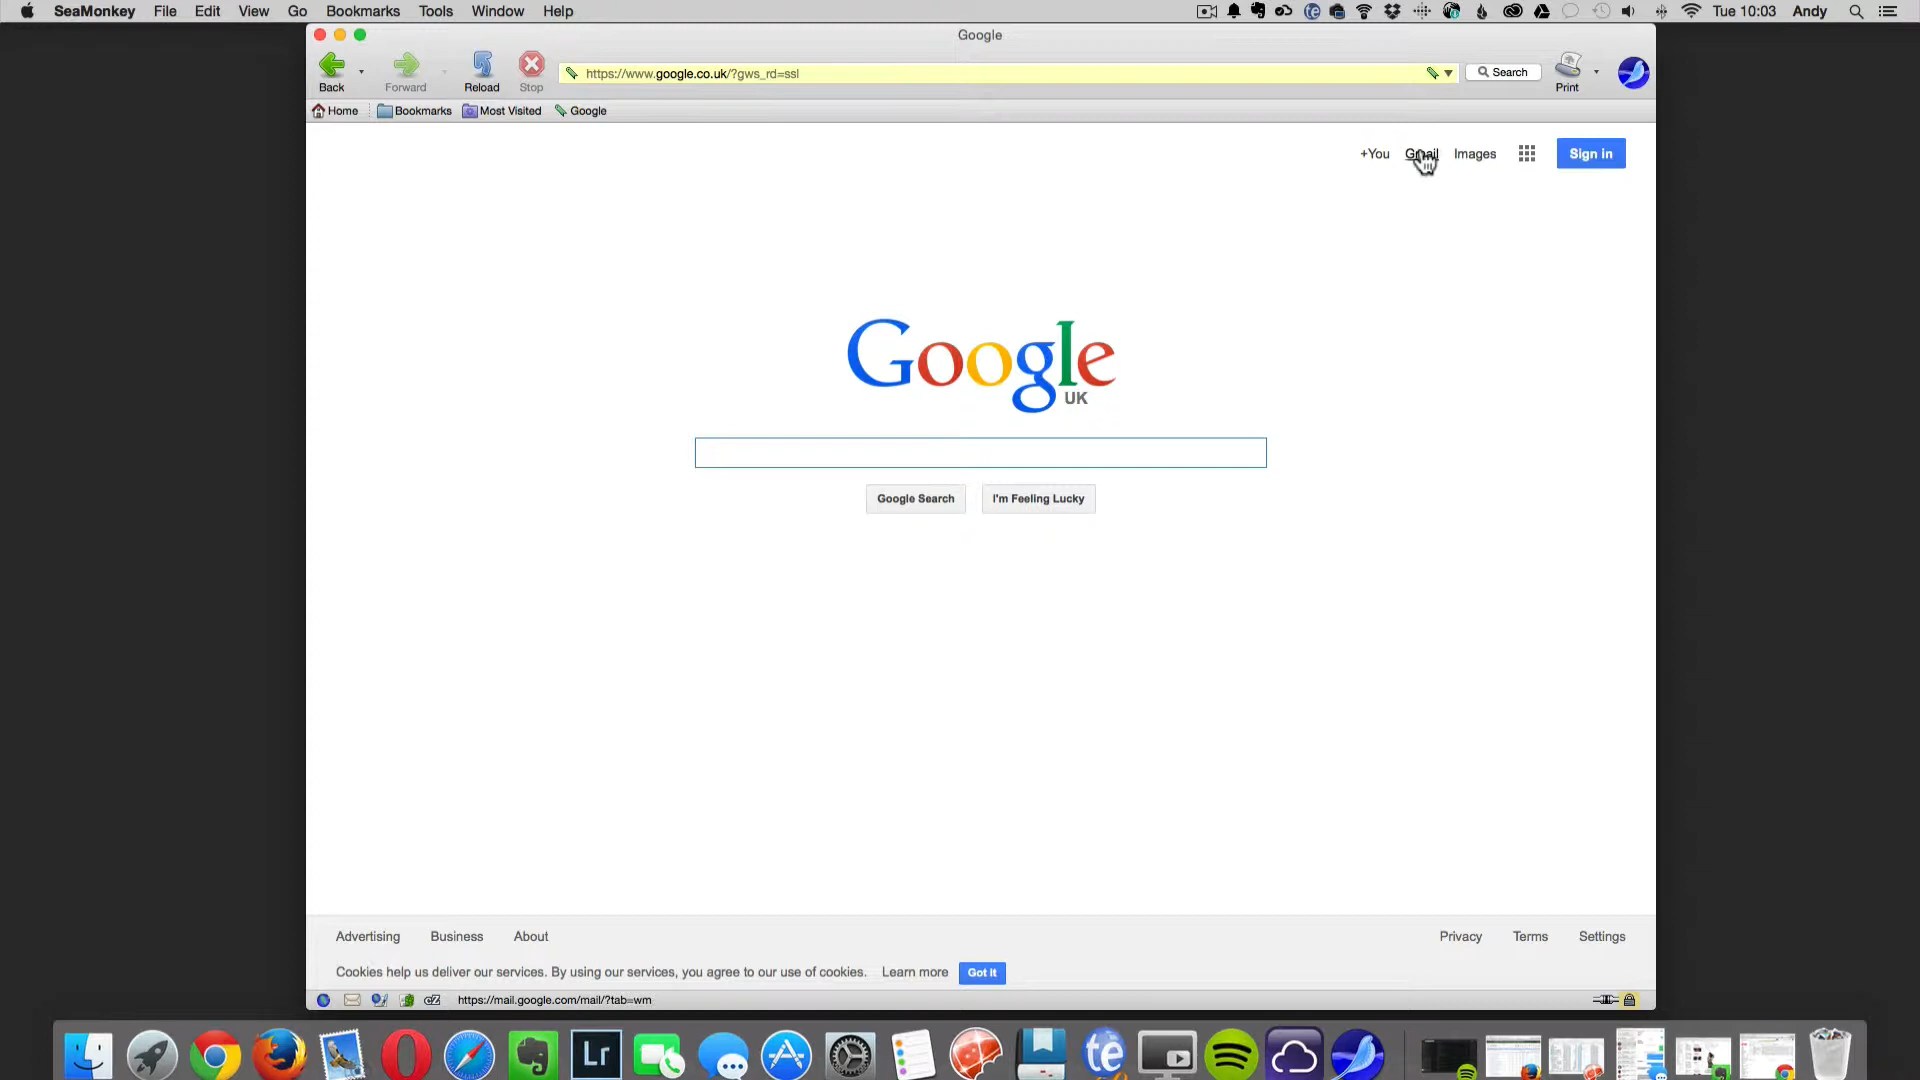 SeaMonkey File Edit View Go Bookmarks Tools Window Help Tue 10:03 Andy
Google
Back Forward Reload Stop https://www.google.co.uk/?gws_rd=ssl Search Print
Home Bookmarks Most Visited Google
+You Gmail Images Sign in
Google
UK
Google Search I'm Feeling Lucky
Advertising Business About Privacy Terms Settings
Cookies help us deliver our services. By using our services, you agree to our use of cookies. Learn more Got it
cZ https://mail.google.com/mail/?tab=wm
Lr te